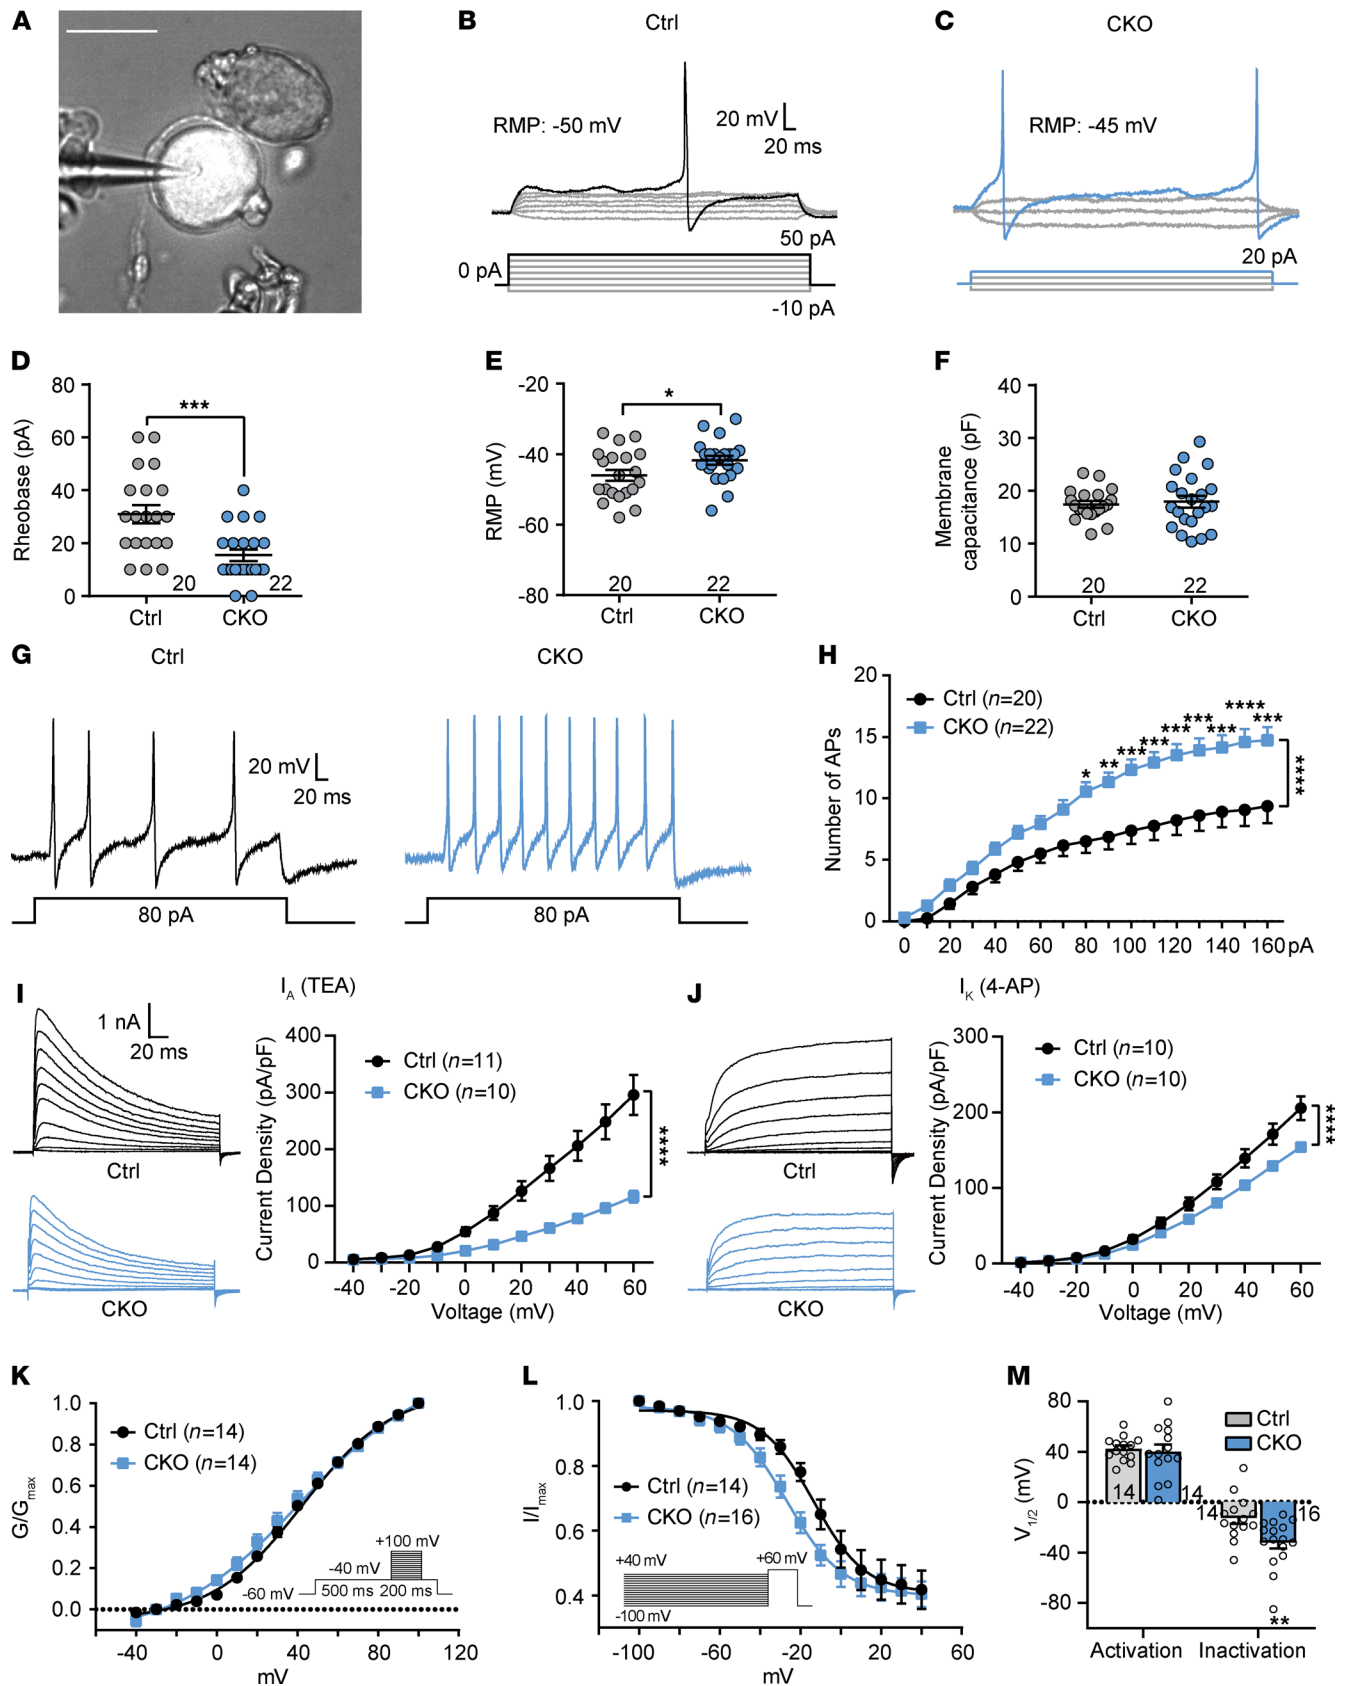 A
B
Ctrl
RMP: -50 mV
20 mV
20 ms
50 pA
0 pA
-10 pA
C
CKO
RMP: -45 mV
20 pA
D
Rheobase (pA)
80
60
40
20
0
***
20
22
Ctrl
CKO
E
RMP (mV)
-20
-40
-60
-80
*
20
22
Ctrl
CKO
F
Membrane
capacitance (pF)
40
30
20
10
0
20
22
Ctrl
CKO
G
Ctrl
CKO
20 mV
20 ms
80 pA
80 pA
H
Number of APs
20
15
10
5
0
Ctrl (n=20)
CKO (n=22)
* ** *** *** *** *** *** **** ***
****
0 20 40 60 80 100 120 140 160 pA
I
I_A (TEA)
1 nA
20 ms
Ctrl
CKO
Current Density (pA/pF)
400
300
200
100
0
Ctrl (n=11)
CKO (n=10)
****
-40 -20 0 20 40 60
Voltage (mV)
J
I_K (4-AP)
Ctrl
CKO
Current Density (pA/pF)
300
200
100
0
Ctrl (n=10)
CKO (n=10)
****
-40 -20 0 20 40 60
Voltage (mV)
K
G/Gmax
1.0
0.8
0.6
0.4
0.2
0.0
Ctrl (n=14)
CKO (n=14)
+100 mV
-40 mV
-60 mV
500 ms 200 ms
-40 0 40 80 120
mV
L
I/Imax
1.0
0.8
0.6
0.4
Ctrl (n=14)
CKO (n=16)
+40 mV
+60 mV
-100 mV
-100 -60 -20 20 60
mV
M
V1/2 (mV)
80
40
0
-40
-80
Ctrl
CKO
14
14
14
16
**
Activation Inactivation